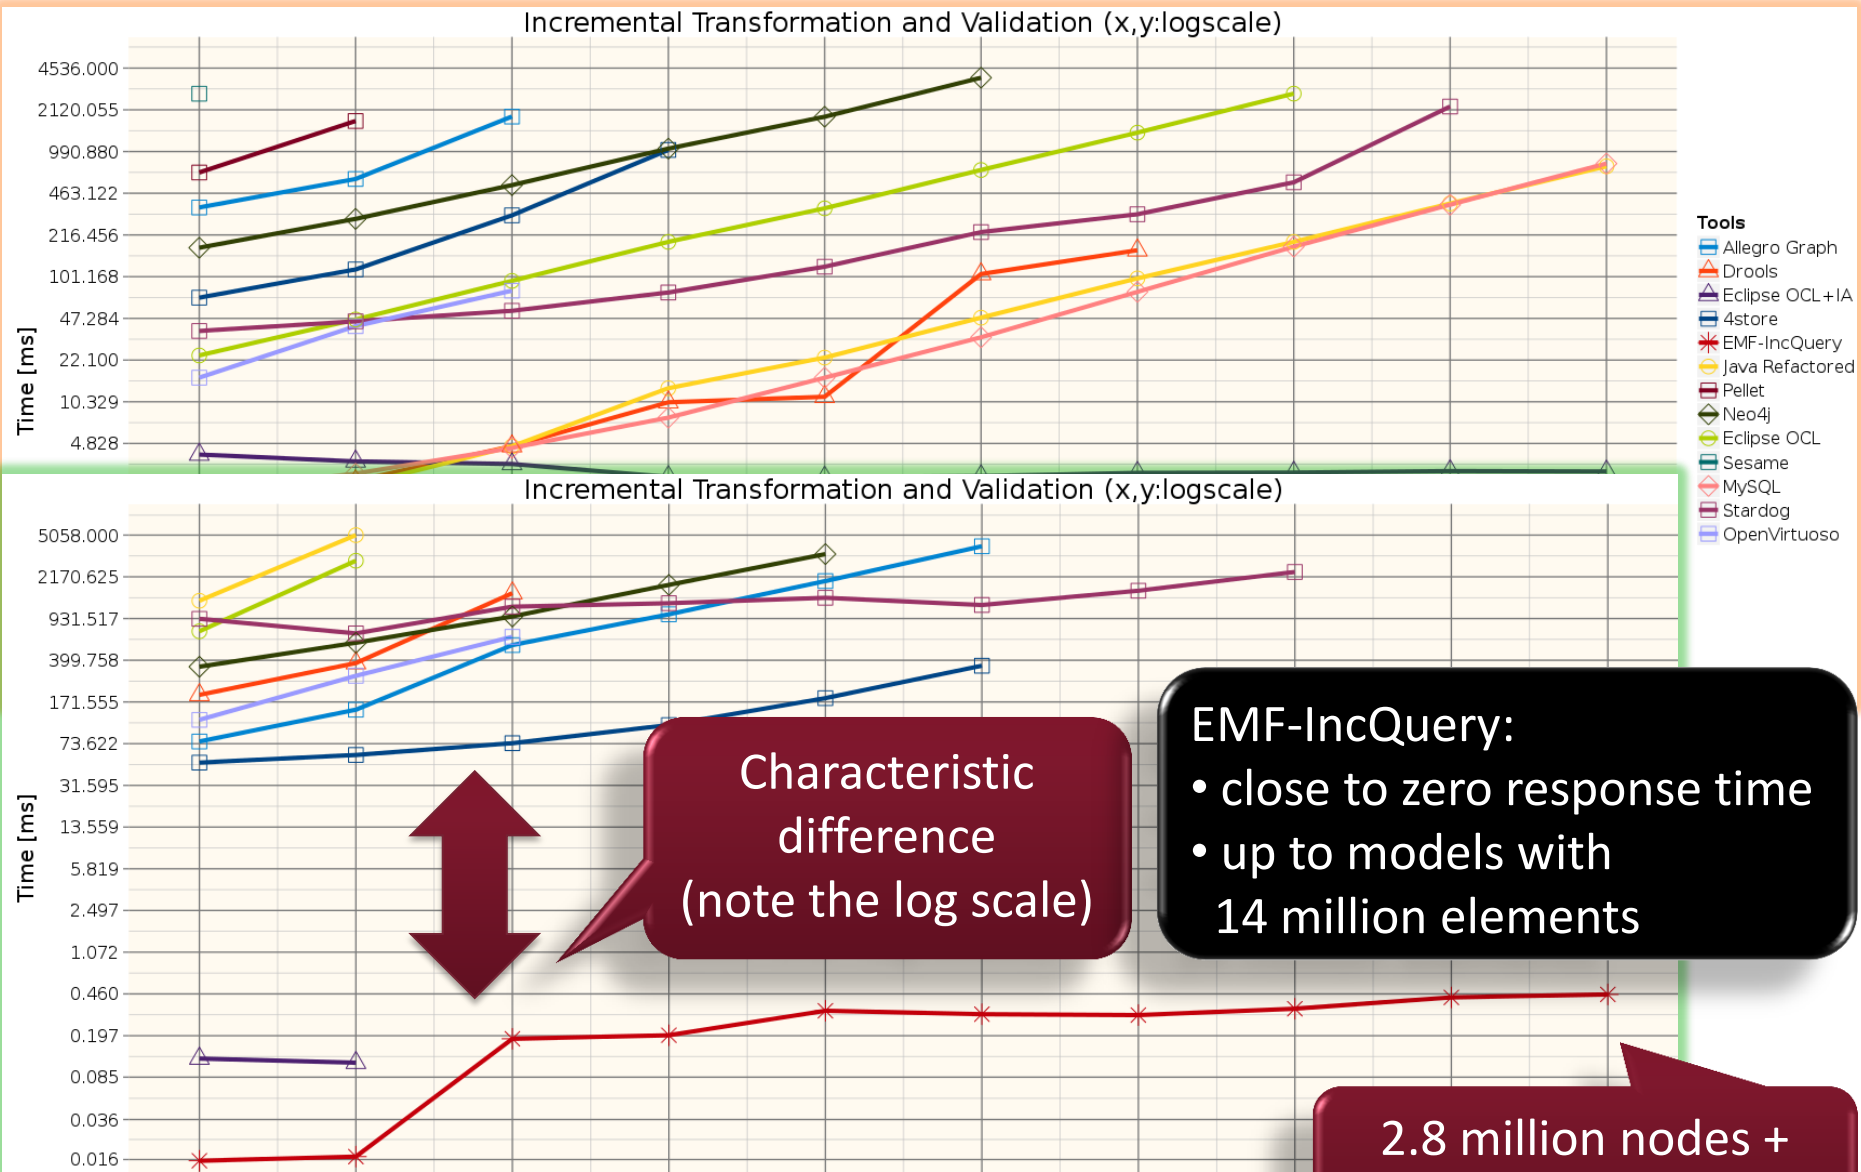 Incremental Transformation and Validation (x,y:logscale)
4536.000
2120.055
990.880
463.122
216.456
101.168
47.284
22.100
10.329
4.828
Time [ms]
Tools
Allegro Graph
Drools
Eclipse OCL+IA
4store
EMF-IncQuery
Java Refactored
Pellet
Neo4j
Eclipse OCL
Sesame
MySQL
Stardog
OpenVirtuoso
Incremental Transformation and Validation (x,y:logscale)
5058.000
2170.625
931.517
399.758
171.555
73.622
31.595
13.559
5.819
2.497
1.072
0.460
0.197
0.085
0.036
0.016
Time [ms]
Characteristic
difference
(note the log scale)
EMF-IncQuery:
• close to zero response time
• up to models with
14 million elements
2.8 million nodes +